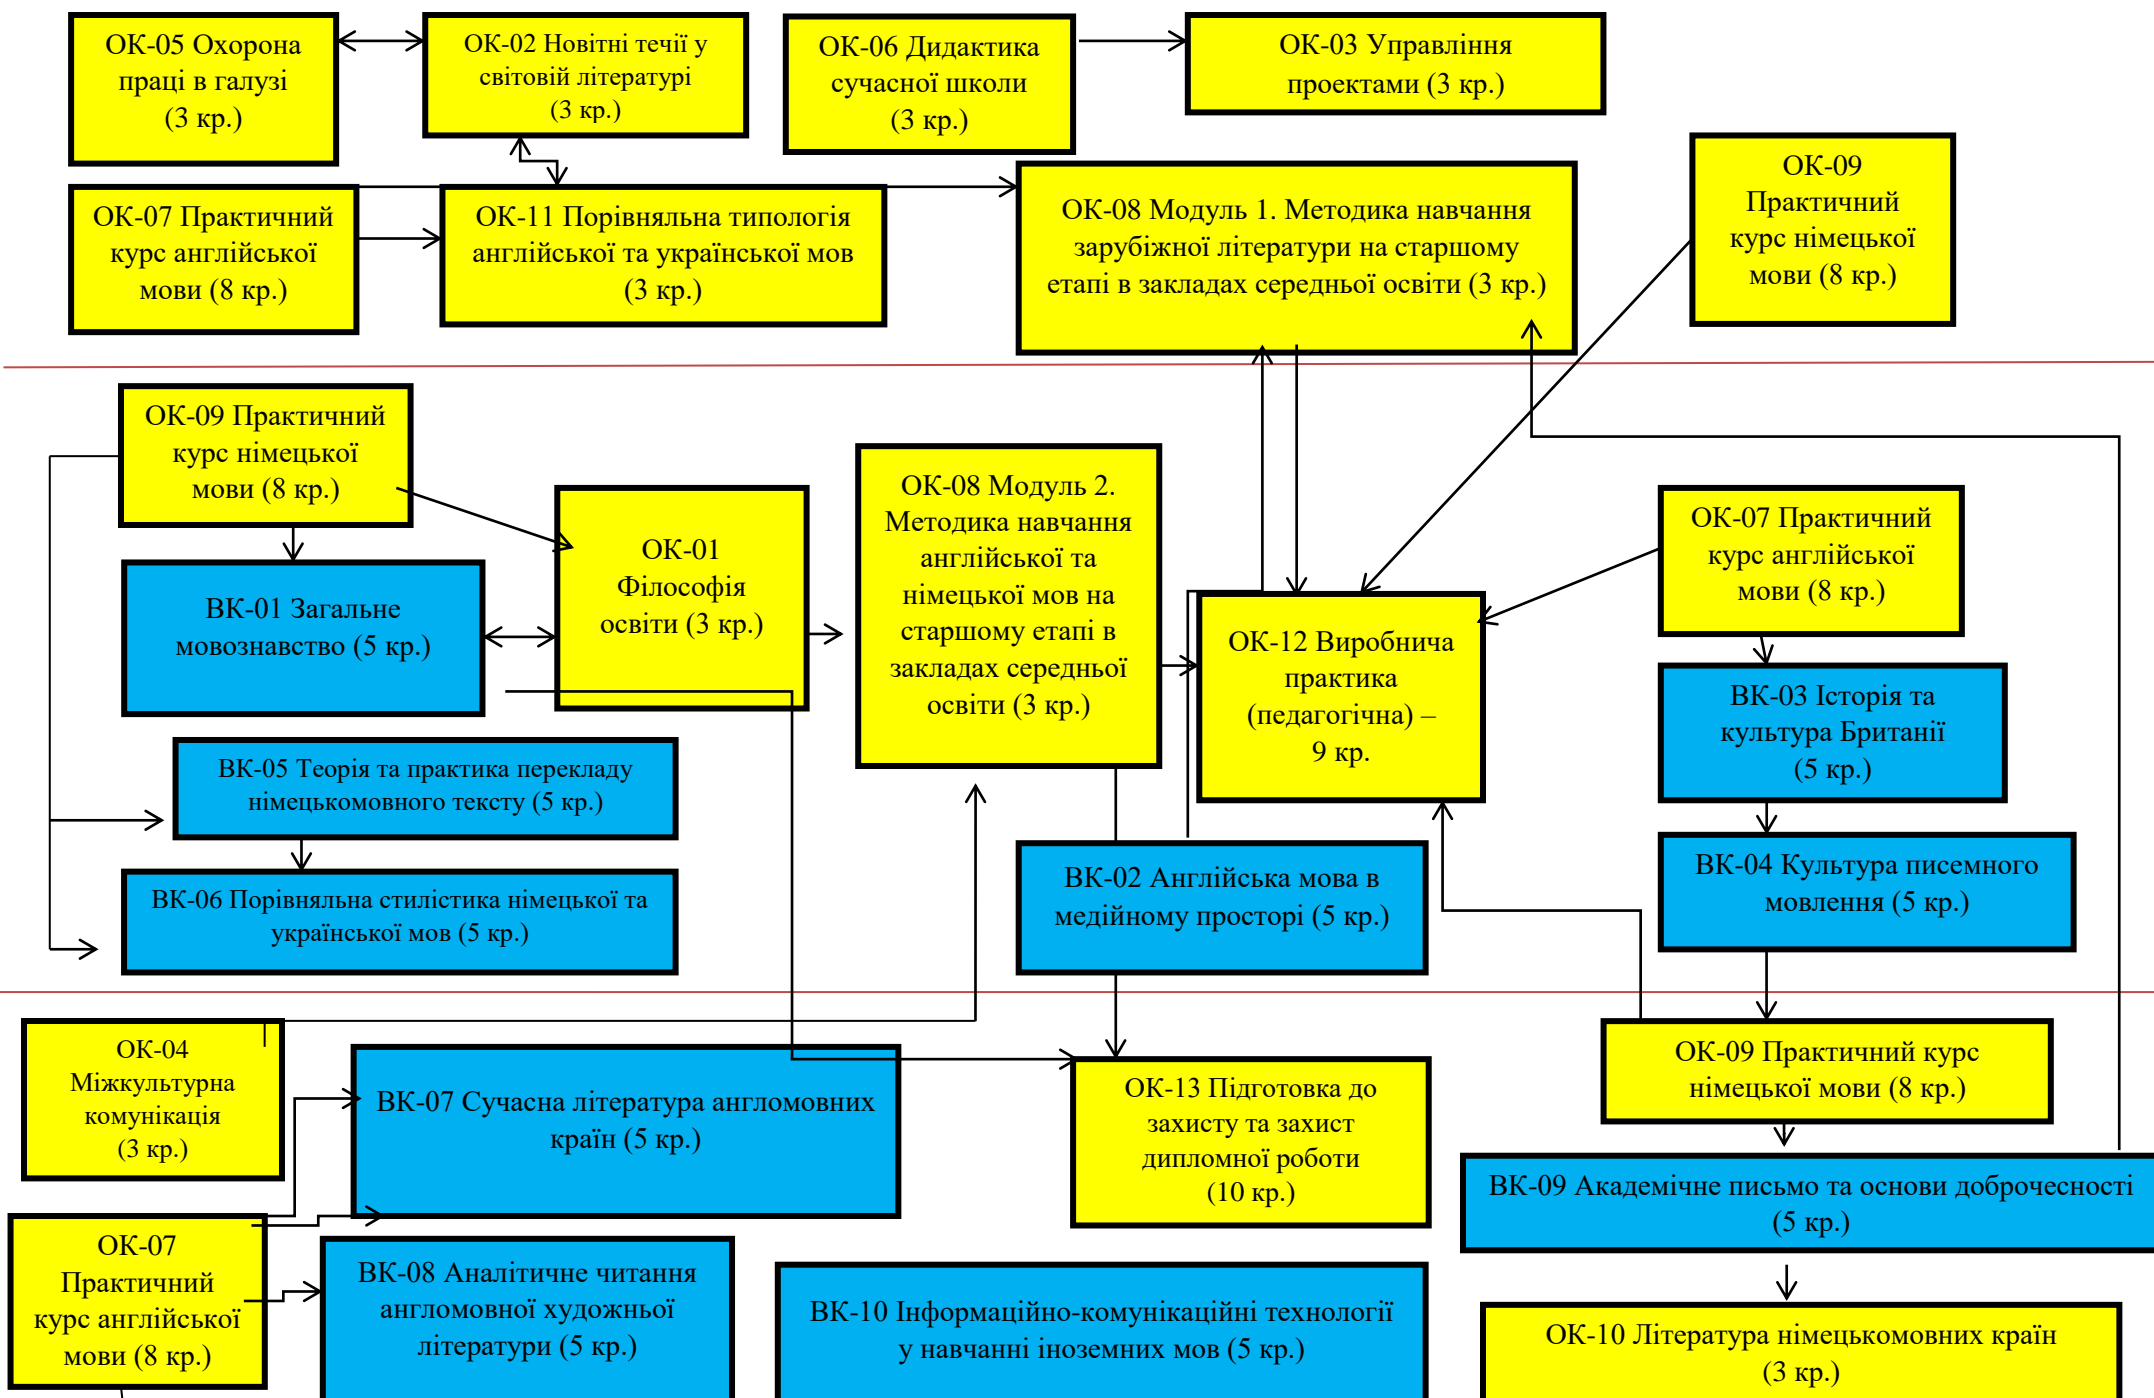 ОК-05 Охорона
праці в галузі
(3 кр.)
ОК-02 Новітні течії у
світовій літературі
(3 кр.)
ОК-06 Дидактика
сучасної школи
(3 кр.)
ОК-03 Управління
проектами (3 кр.)
ОК-07 Практичний
курс англійської
мови (8 кр.)
ОК-11 Порівняльна типологія
англійської та української мов
(3 кр.)
ОК-08 Модуль 1. Методика навчання
зарубіжної літератури на старшому
етапі в закладах середньої освіти (3 кр.)
ОК-09
Практичний
курс німецької
мови (8 кр.)
ОК-09 Практичний
курс німецької
мови (8 кр.)
ОК-01
Філософія
освіти (3 кр.)
ОК-08 Модуль 2.
Методика навчання
англійської та
німецької мов на
старшому етапі в
закладах середньої
освіти (3 кр.)
ОК-07 Практичний
курс англійської
мови (8 кр.)
ВК-01 Загальне
мовознавство (5 кр.)
ОК-12 Виробнича
практика
(педагогічна) –
9 кр.
ВК-03 Історія та
культура Британії
(5 кр.)
ВК-05 Теорія та практика перекладу
німецькомовного тексту (5 кр.)
ВК-06 Порівняльна стилістика німецької та
української мов (5 кр.)
ВК-02 Англійська мова в
медійному просторі (5 кр.)
ВК-04 Культура писемного
мовлення (5 кр.)
ОК-04
Міжкультурна
комунікація
(3 кр.)
ВК-07 Сучасна література англомовних
країн (5 кр.)
ОК-13 Підготовка до
захисту та захист
дипломної роботи
(10 кр.)
ОК-09 Практичний курс
німецької мови (8 кр.)
ВК-09 Академічне письмо та основи доброчесності
(5 кр.)
ОК-07
Практичний
курс англійської
мови (8 кр.)
ВК-08 Аналітичне читання
англомовної художньої
літератури (5 кр.)
ВК-10 Інформаційно-комунікаційні технології
у навчанні іноземних мов (5 кр.)
ОК-10 Література німецькомовних країн
(3 кр.)